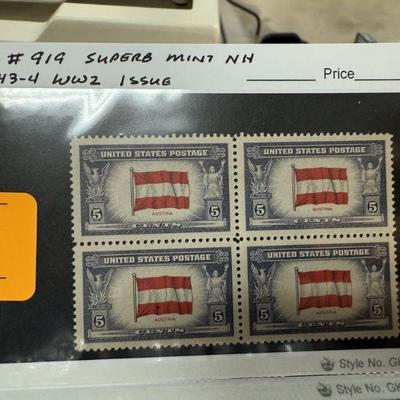 # 919 SUPERB MINT NH
43-4 WW2 ISSUE
Price
UNITED STATES POSTAGE
UNITED STATES POSTAGE
AUSTRIA
AUSTRIA
5 CENTS 5
5 CENTS 5
UNITED STATES POSTAGE
UNITED STATES POSTAGE
AUSTRIA
AUSTRIA
5 CENTS 5
5 CENTS 5
Style No. G
Style No. G